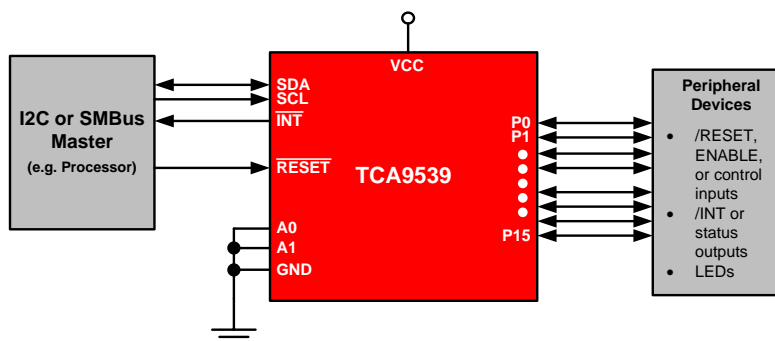 VCC
I2C or SMBus
Master
(e.g. Processor)
SDA
SCL
INT
RESET
A0
A1
GND
TCA9539
P0
P1
P15
Peripheral
Devices
• /RESET,
ENABLE,
or control
inputs
• /INT or
status
outputs
• LEDs